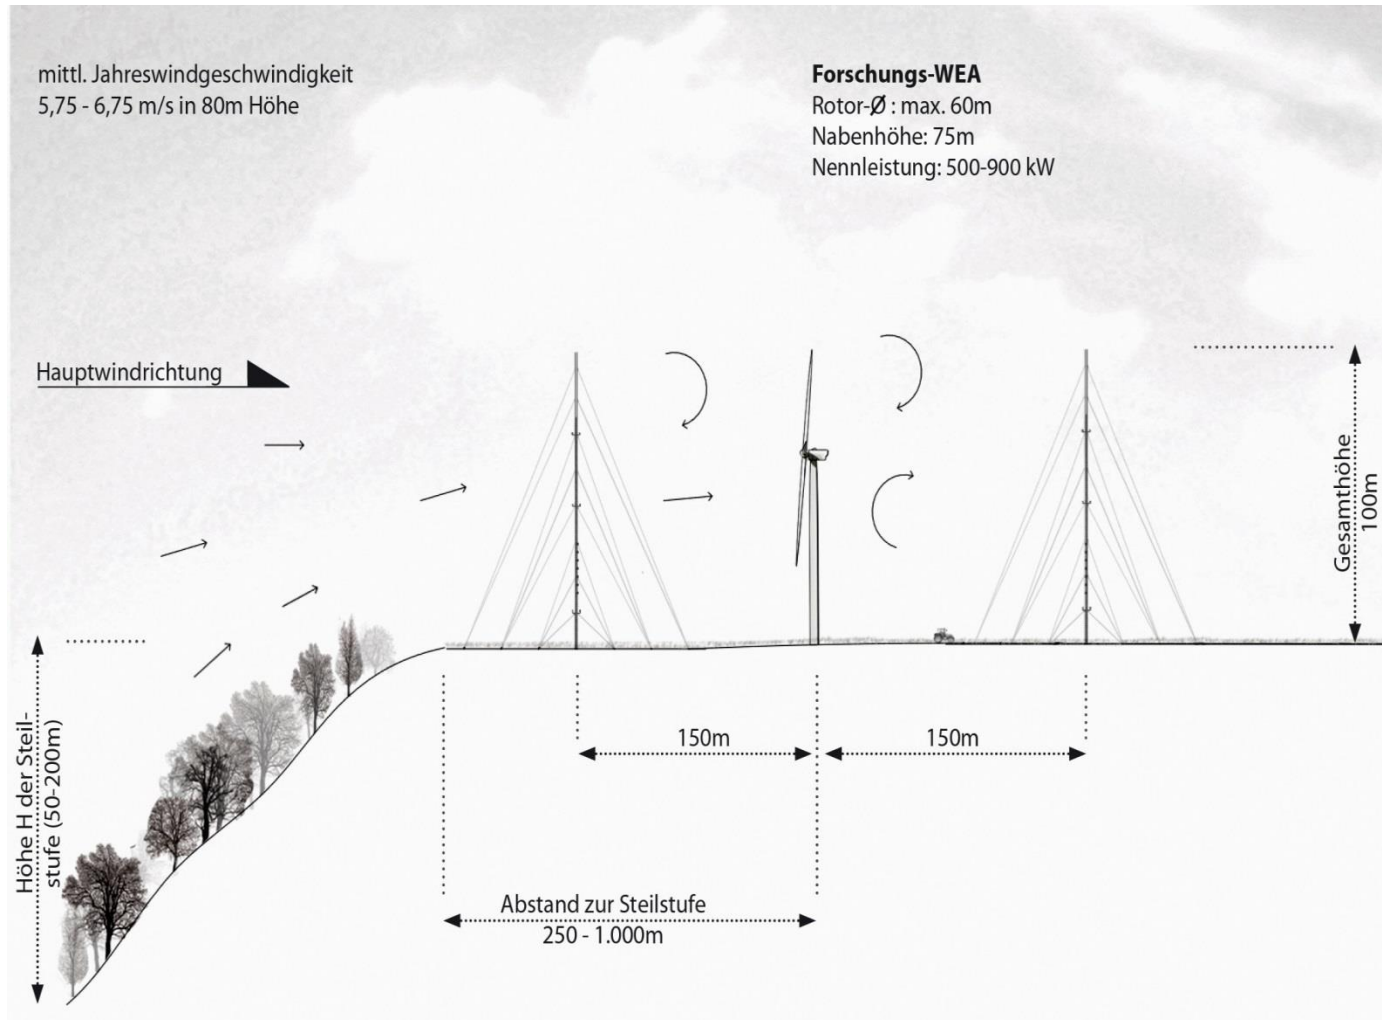 mittl. Jahreswindgeschwindigkeit
5,75 - 6,75 m/s in 80m Höhe
Forschungs-WEA
Rotor-Ø : max. 60m
Nabenhöhe: 75m
Nennleistung: 500-900 kW
Hauptwindrichtung
Gesamthöhe
100m
Höhe H der Steil-
stufe (50-200m)
150m
150m
Abstand zur Steilstufe
250 - 1.000m